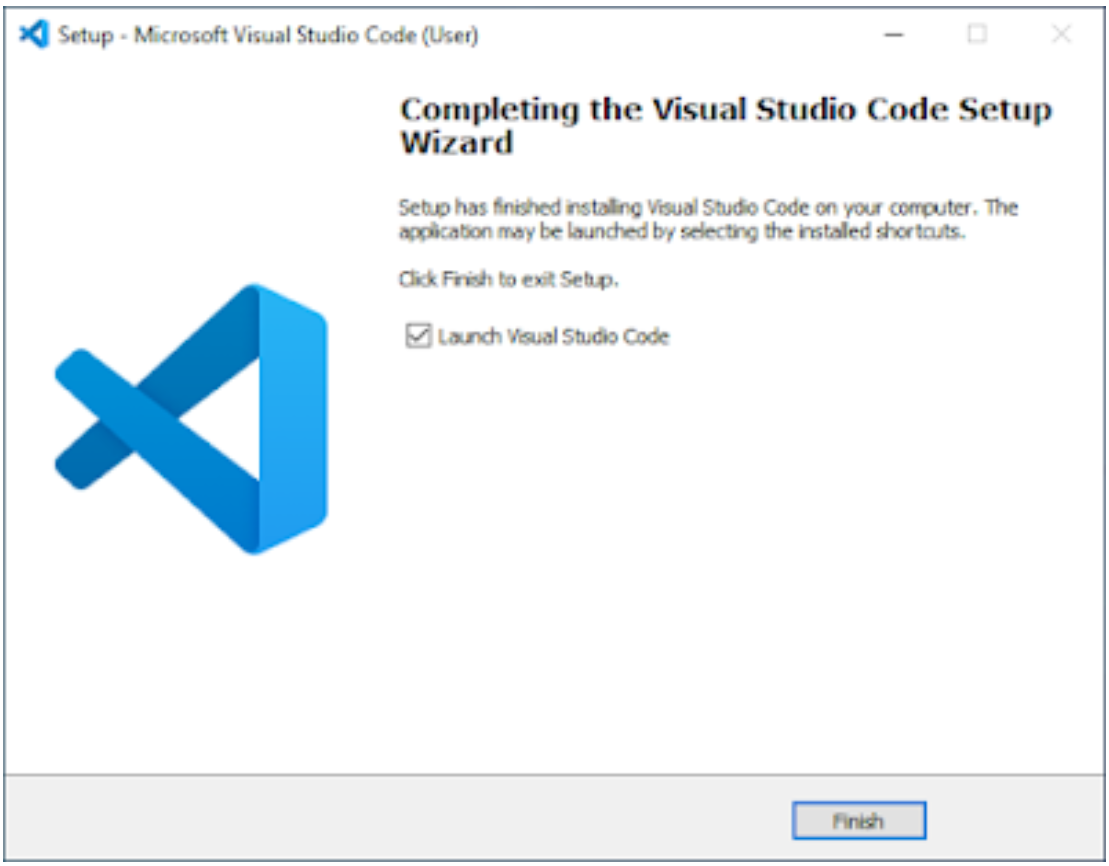 Setup - Microsoft Visual Studio Code (User)
Completing the Visual Studio Code Setup
Wizard
Setup has finished installing Visual Studio Code on your computer. The
application may be launched by selecting the installed shortcuts.
Click Finish to exit Setup.
Launch Visual Studio Code
Finish